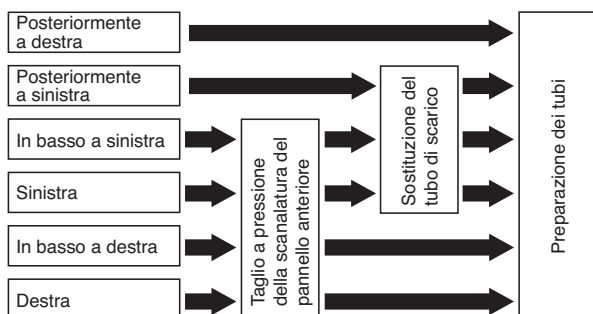 Posteriormente
a destra
Posteriormente
a sinistra
In basso a sinistra
Sinistra
In basso a destra
Destra
Taglio a pressione
della scanalatura del
pannello anteriore
Sostituzione del
tubo di scarico
Preparazione dei tubi